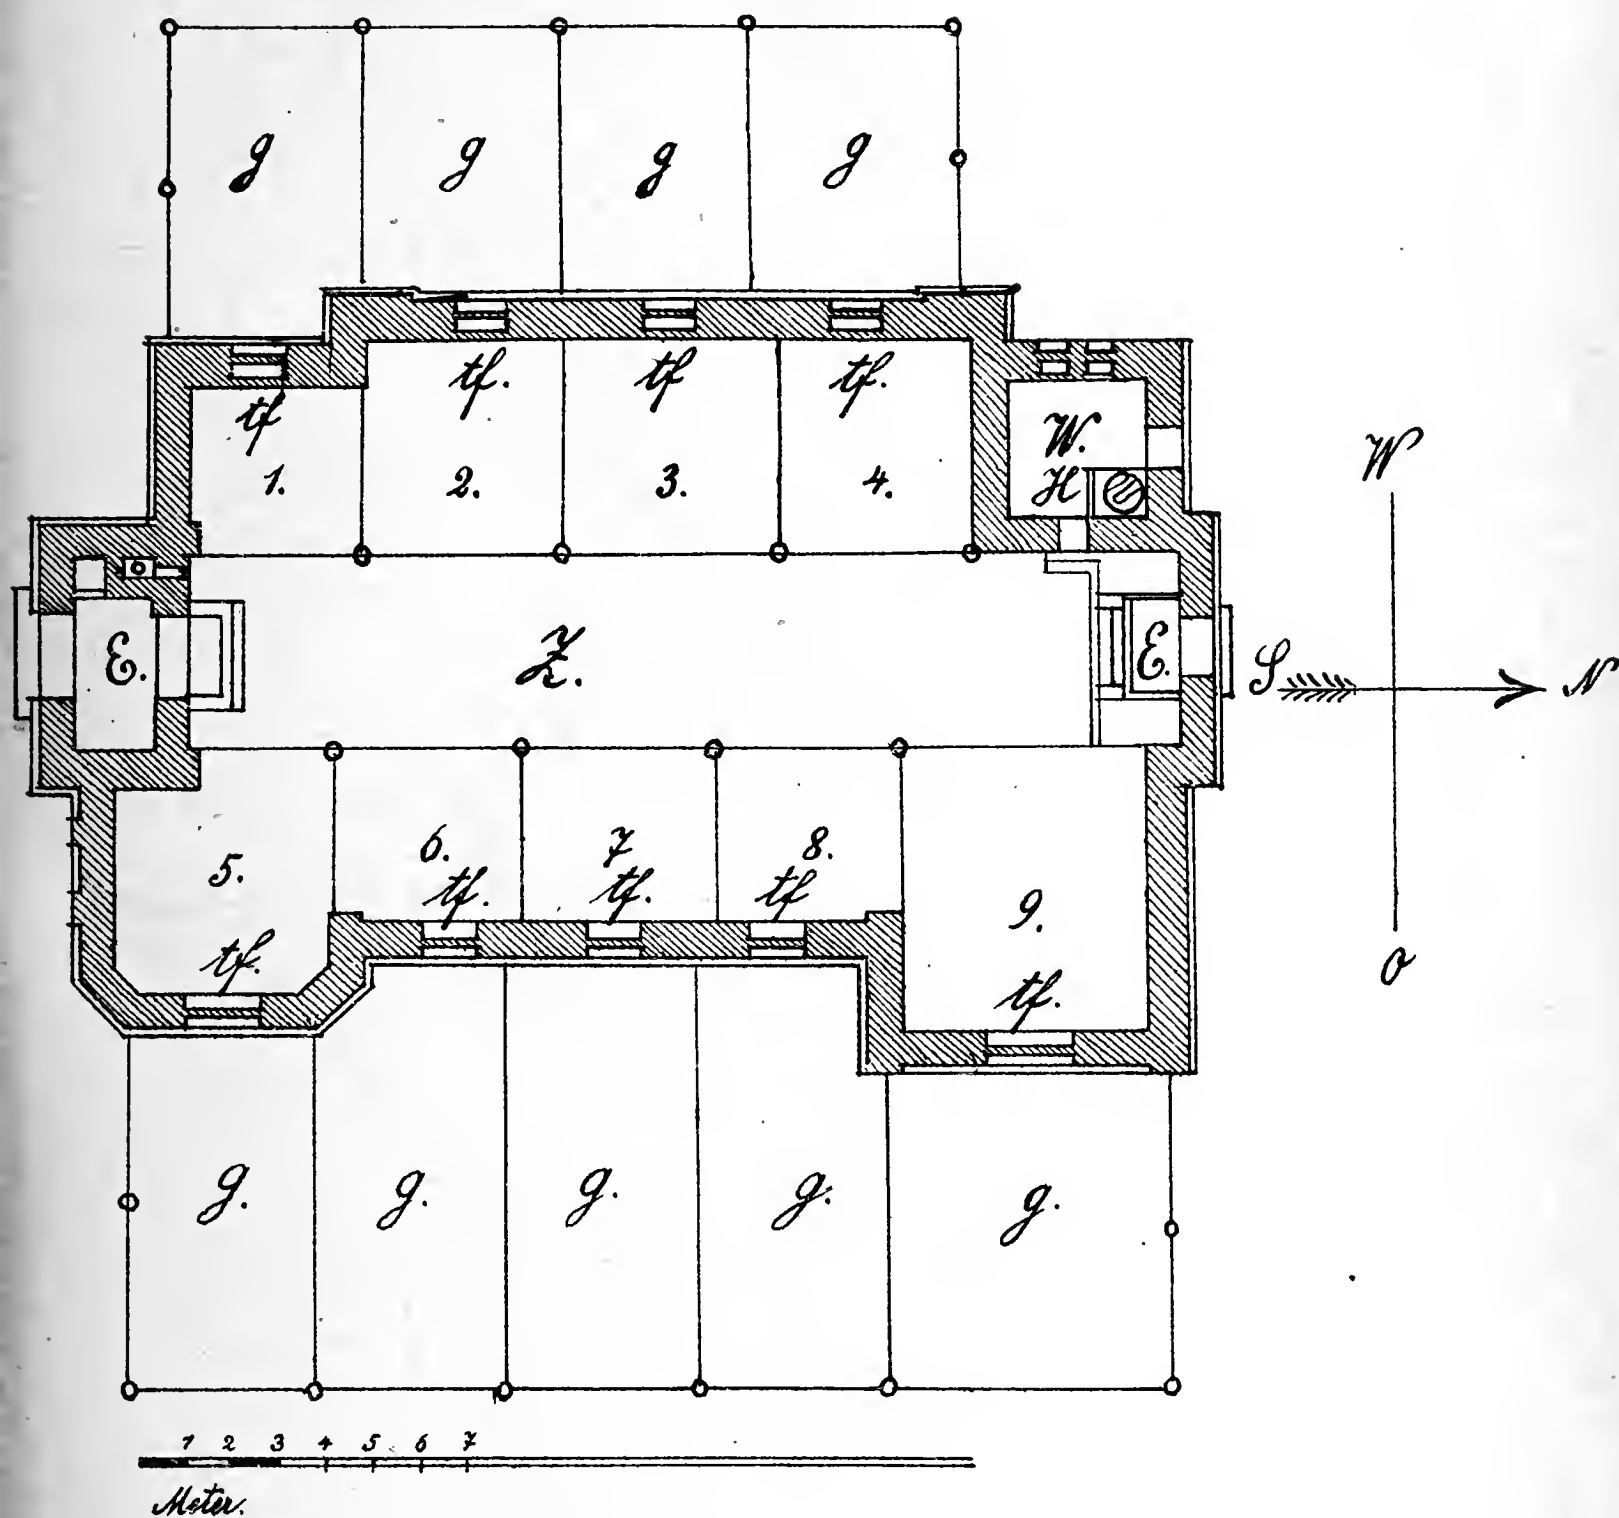 g g g g
tf tf. tf tf.
1. 2. 3. 4.
W.
H
E. Z. E.
W
S N
O
5. 6. 7 8. 9.
tf. tf. tf. tf tf.
g. g. g. g. g.
1 2 3 4 5 6 7
Meter.